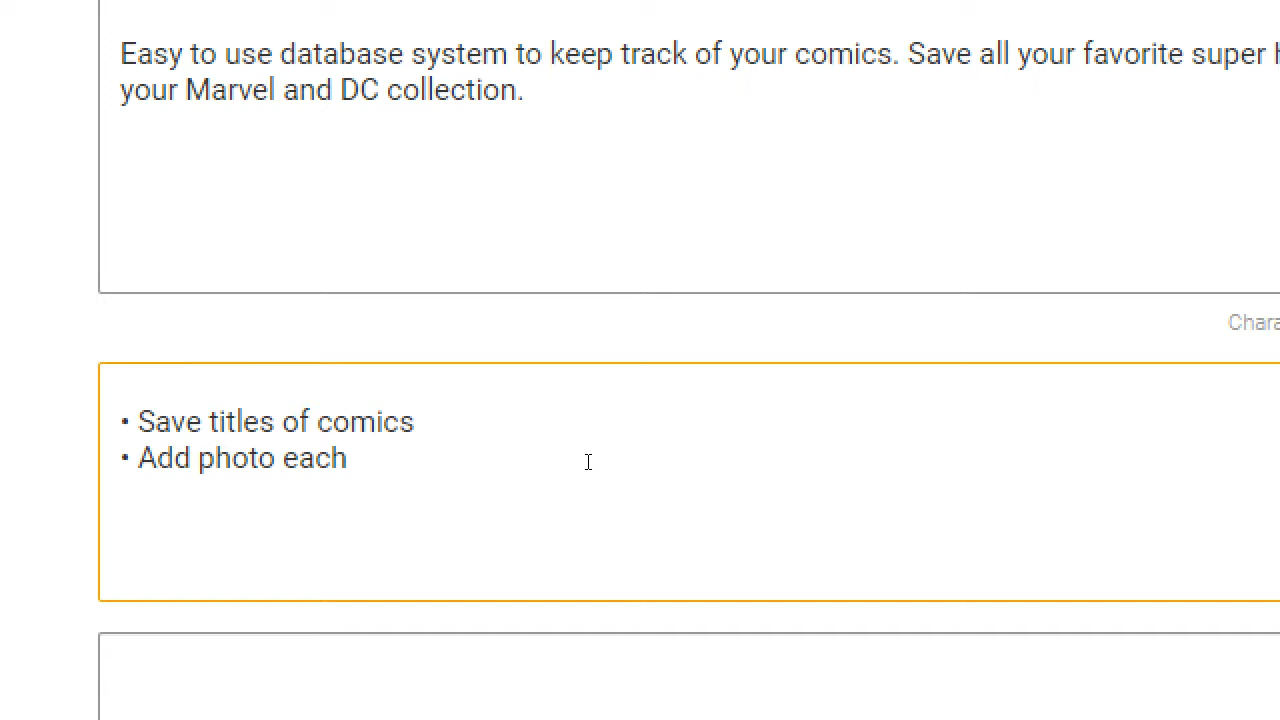 Easy to use database system to keep track of your comics. Save all your favorite super
your Marvel and DC collection.
• Save titles of comics
• Add photo each